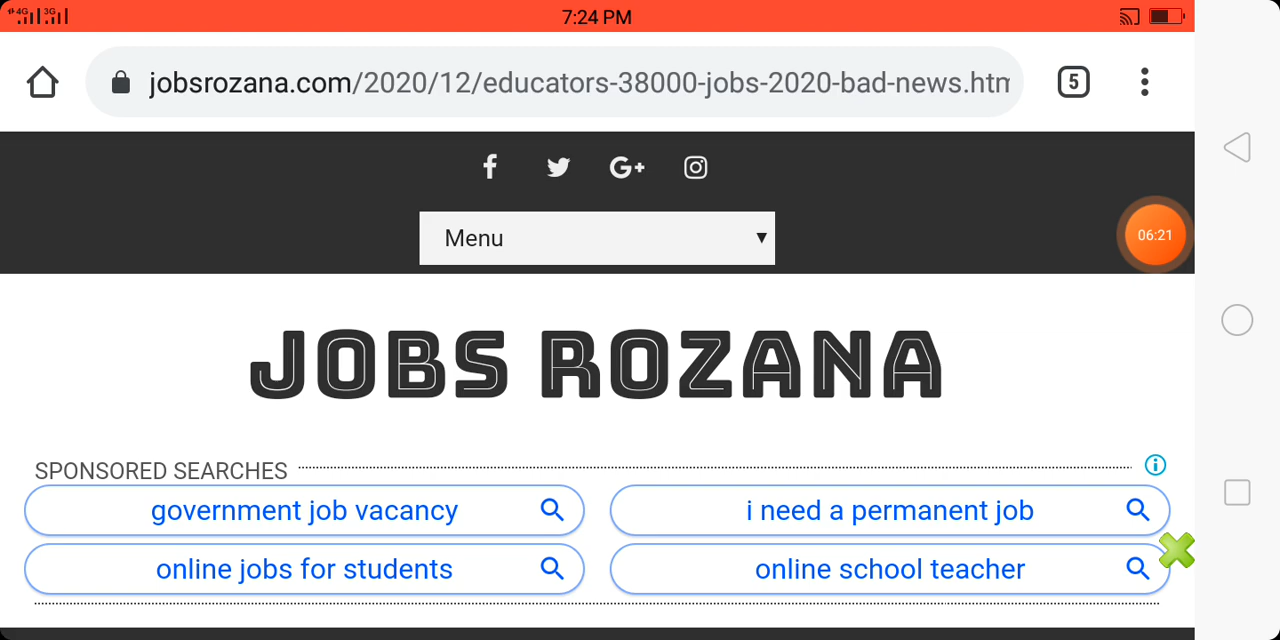 4G 3G 7:24 PM
jobsrozana.com/2020/12/educators-38000-jobs-2020-bad-news.htm
5
G+
Menu
06:21
JOBS ROZANA
SPONSORED SEARCHES
government job vacancy
i need a permanent job
online jobs for students
online school teacher